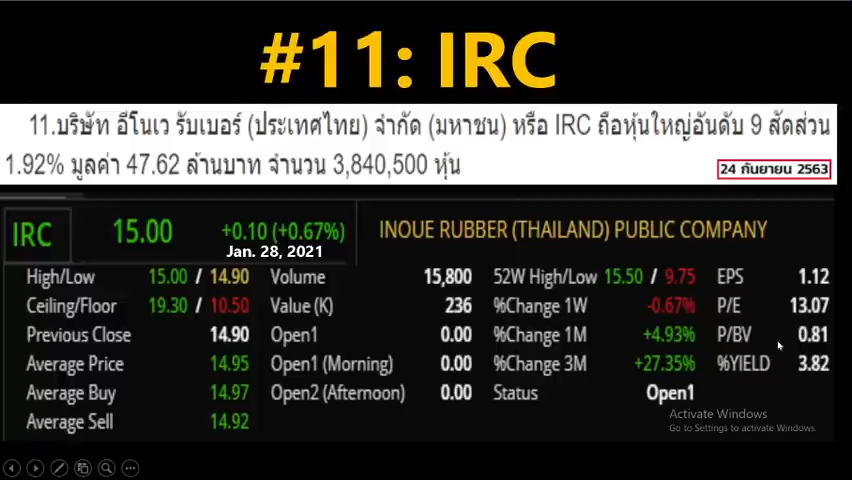 #11: IRC
11.บริษัท อีโนเว รับเบอร์ (ประเทศไทย) จำกัด (มหาชน) หรือ IRC ถือหุ้นใหญ่อันดับ 9 สัดส่วน
1.92% มูลค่า 47.62 ล้านบาท จำนวน 3,840,500 หุ้น
24 กันยายน 2563
IRC 15.00 +0.10 (+0.67%) INOUE RUBBER (THAILAND) PUBLIC COMPANY
Jan. 28, 2021
High/Low 15.00 / 14.90 Volume 15,800 52W High/Low 15.50 / 9.75 EPS 1.12
Ceiling/Floor 19.30 / 10.50 Value (K) 236 %Change 1W -0.67% P/E 13.07
Previous Close 14.90 Open1 0.00 %Change 1M +4.93% P/BV 0.81
Average Price 14.95 Open1 (Morning) 0.00 %Change 3M +27.35% %YIELD 3.82
Average Buy 14.97 Open2 (Afternoon) 0.00 Status Open1
Average Sell 14.92
Activate Windows
Go to Settings to activate Windows.